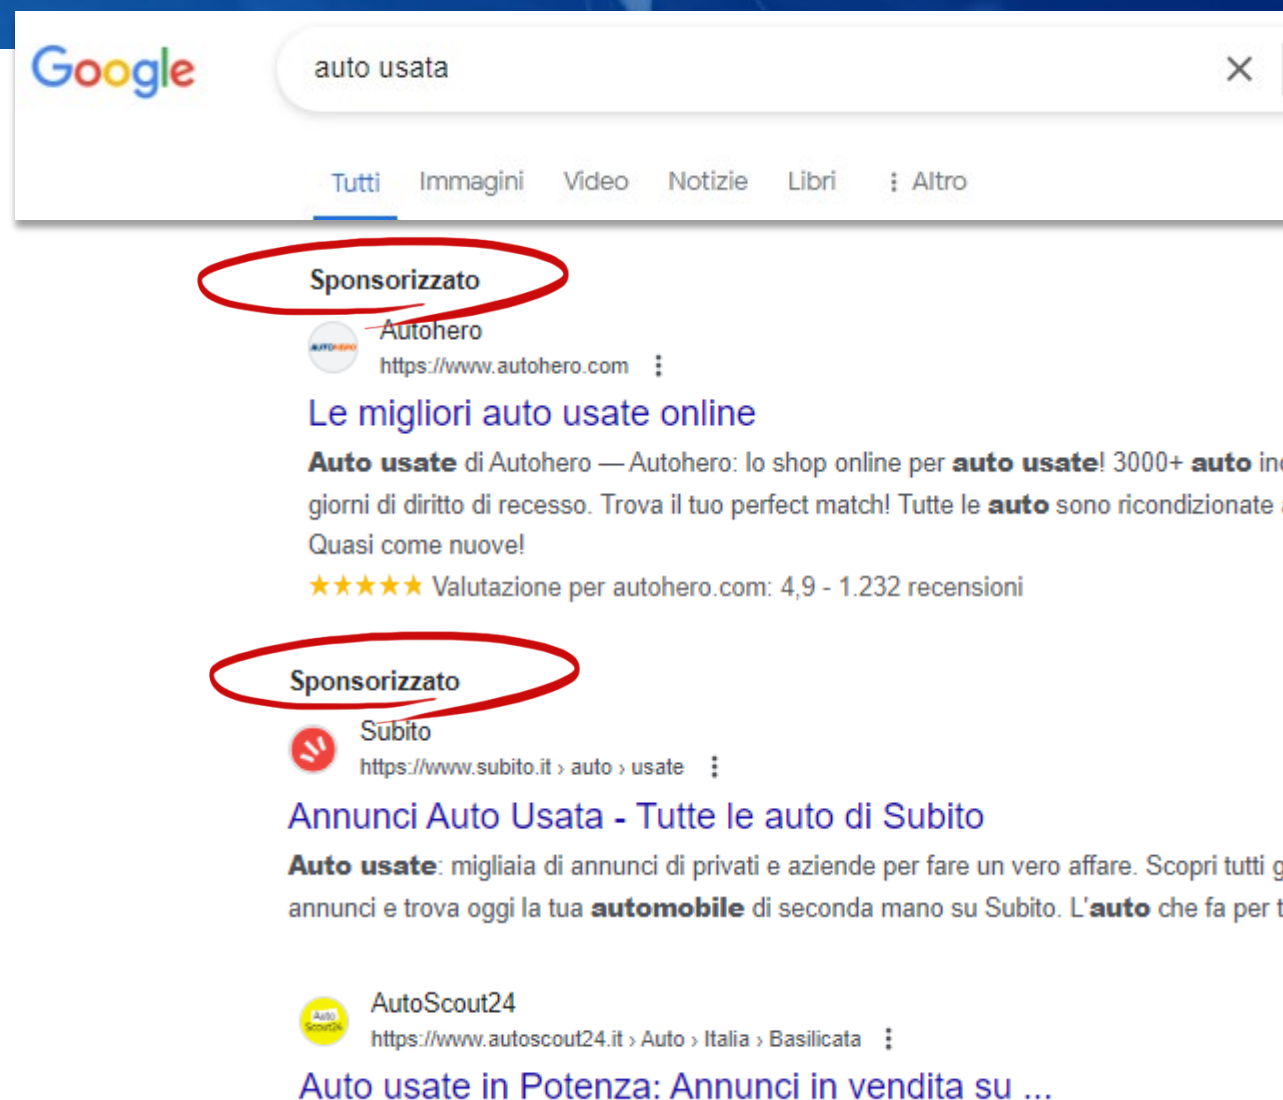 Google
auto usata
Tutti Immagini Video Notizie Libri Altro
Sponsorizzato
AUTOHERO
Autohero
https://www.autohero.com
Le migliori auto usate online
Auto usate di Autohero — Autohero: lo shop online per auto usate! 3000+ auto
giorni di diritto di recesso. Trova il tuo perfect match! Tutte le auto sono ricondizionate
Quasi come nuove!
★★★★★ Valutazione per autohero.com: 4,9 - 1.232 recensioni
Sponsorizzato
Subito
https://www.subito.it › auto › usate
Annunci Auto Usata - Tutte le auto di Subito
Auto usate: migliaia di annunci di privati e aziende per fare un vero affare. Scopri tutti
annunci e trova oggi la tua automobile di seconda mano su Subito. L'auto che fa per
Auto
Scout24
AutoScout24
https://www.autoscout24.it › Auto › Italia › Basilicata
Auto usate in Potenza: Annunci in vendita su ...